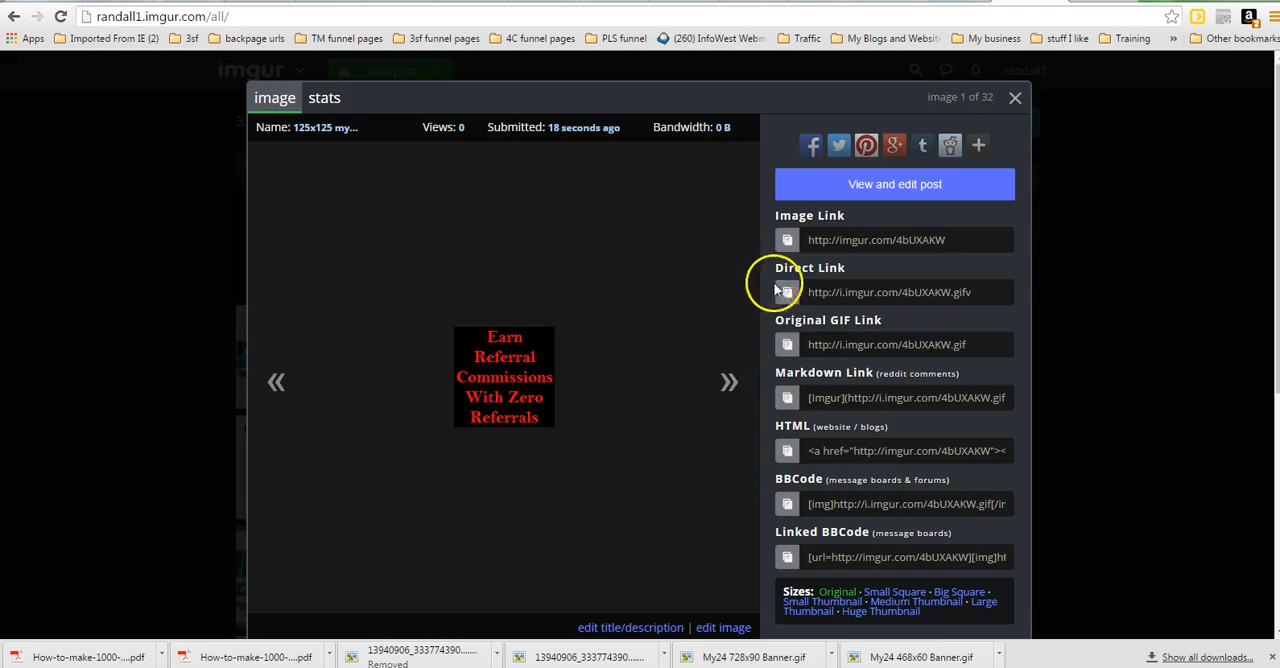 randall1.imgur.com/all/
Apps Imported From IE (2) 3sf backpage urls TM funnel pages 3sf funnel pages 4C funnel pages PLS funnel (260) InfoWest Webm Traffic My Blogs and Website My business stuff I like Training » Other bookmarks
imgur New post randall1
image stats image 1 of 32
Name: 125x125 my... Views: 0 Submitted: 18 seconds ago Bandwidth: 0 B
View and edit post
Image Link
http://imgur.com/4bUXAKW
Direct Link
http://i.imgur.com/4bUXAKW.gifv
Original GIF Link
http://i.imgur.com/4bUXAKW.gif
Markdown Link (reddit comments)
[Imgur](http://i.imgur.com/4bUXAKW.gif
HTML (website / blogs)
<a href="http://imgur.com/4bUXAKW"><
BBCode (message boards & forums)
[img]http://i.imgur.com/4bUXAKW.gif[/ir
Linked BBCode (message boards)
[url=http://imgur.com/4bUXAKW][img]ht
Sizes: Original · Small Square · Big Square ·
Small Thumbnail · Medium Thumbnail · Large
Thumbnail · Huge Thumbnail
Earn
Referral
Commissions
With Zero
Referrals
edit title/description | edit image
How-to-make-1000-....pdf How-to-make-1000-....pdf 13940906_333774390...... 13940906_333774390.... My24 728x90 Banner.gif My24 468x60 Banner.gif Show all downloads...
Removed